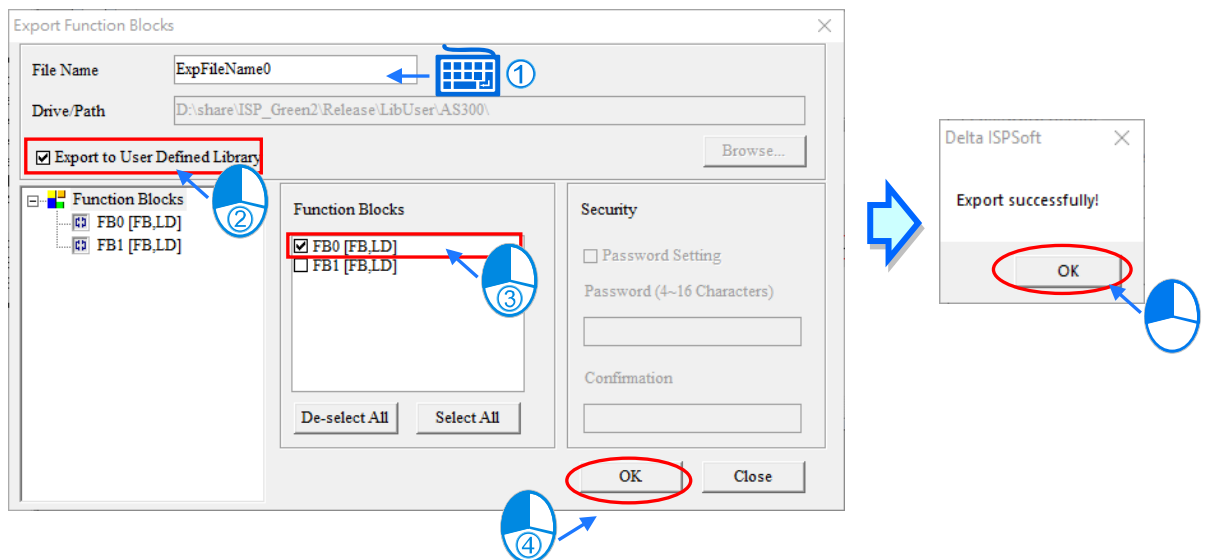 Export Function Blocks
File Name
ExpFileName0
①
Drive/Path
D:\share\ISP_Green2\Release\LibUser\AS300\
Export to User Defined Library
Browse...
②
Function Blocks
FB0 [FB,LD]
FB1 [FB,LD]
Function Blocks
FB0 [FB,LD]
FB1 [FB,LD]
③
De-select All
Select All
Security
Password Setting
Password (4~16 Characters)
Confirmation
OK
Close
④
Delta ISPSoft
Export successfully!
OK